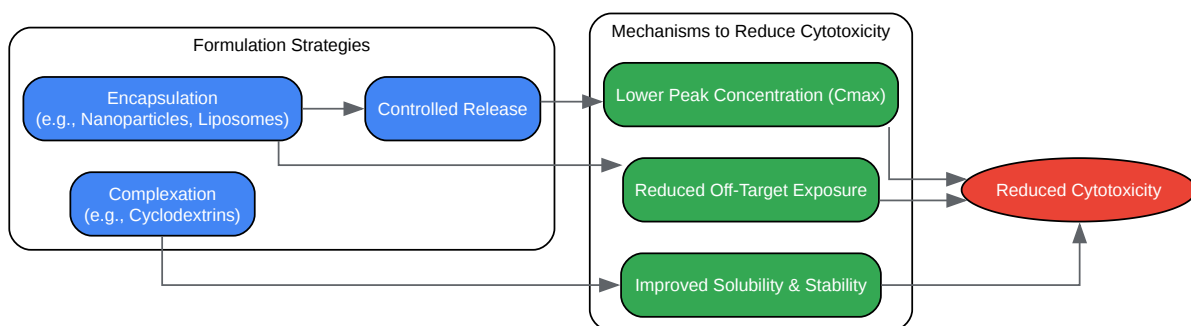 Formulation Strategies
Encapsulation
(e.g., Nanoparticles, Liposomes)
Controlled Release
Complexation
(e.g., Cyclodextrins)
Mechanisms to Reduce Cytotoxicity
Lower Peak Concentration (Cmax)
Reduced Off-Target Exposure
Improved Solubility & Stability
Reduced Cytotoxicity